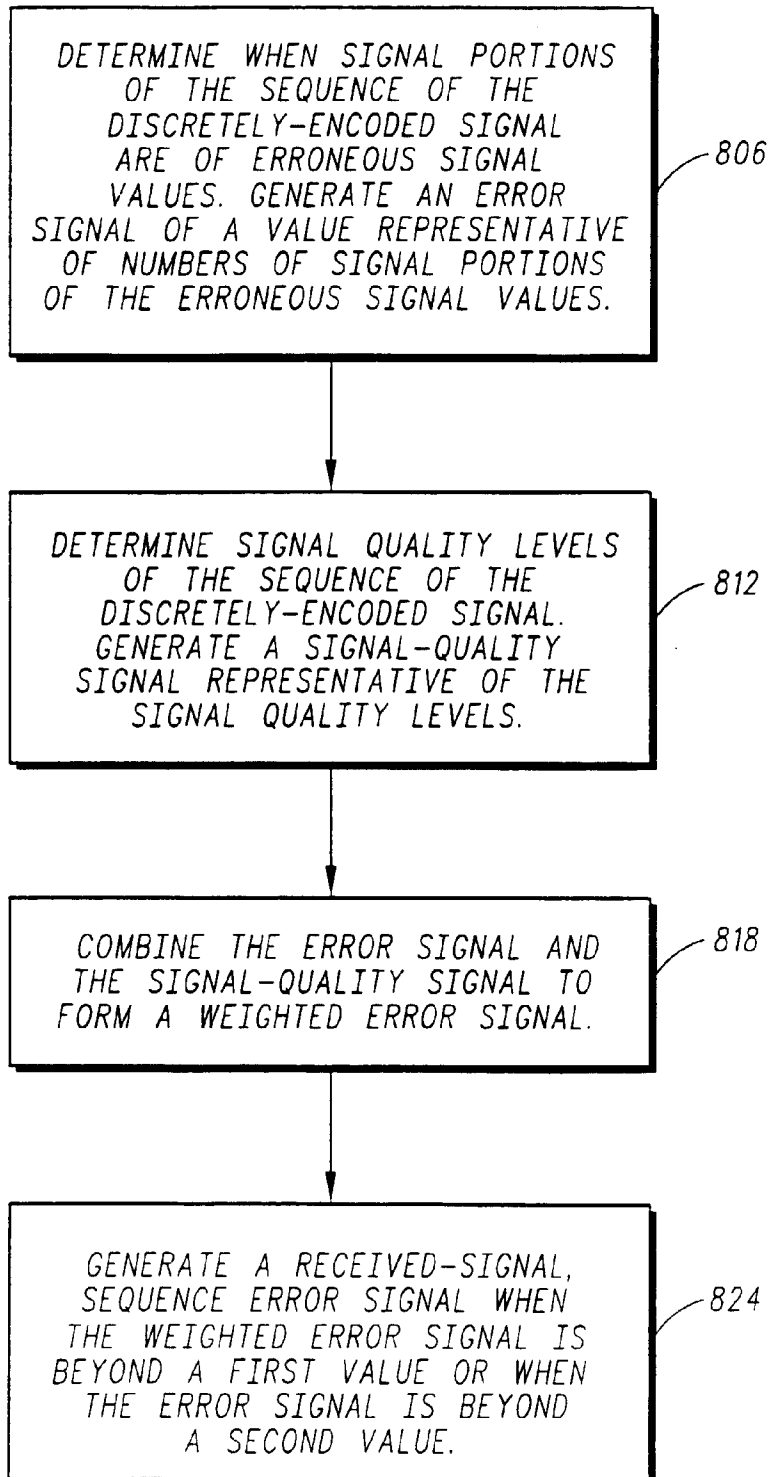 DETERMINE WHEN SIGNAL PORTIONS
OF THE SEQUENCE OF THE
DISCRETELY-ENCODED SIGNAL
ARE OF ERRONEOUS SIGNAL
VALUES. GENERATE AN ERROR
SIGNAL OF A VALUE REPRESENTATIVE
OF NUMBERS OF SIGNAL PORTIONS
OF THE ERRONEOUS SIGNAL VALUES.
806
DETERMINE SIGNAL QUALITY LEVELS
OF THE SEQUENCE OF THE
DISCRETELY-ENCODED SIGNAL.
GENERATE A SIGNAL-QUALITY
SIGNAL REPRESENTATIVE OF THE
SIGNAL QUALITY LEVELS.
812
COMBINE THE ERROR SIGNAL AND
THE SIGNAL-QUALITY SIGNAL TO
FORM A WEIGHTED ERROR SIGNAL.
818
GENERATE A RECEIVED-SIGNAL,
SEQUENCE ERROR SIGNAL WHEN
THE WEIGHTED ERROR SIGNAL IS
BEYOND A FIRST VALUE OR WHEN
THE ERROR SIGNAL IS BEYOND
A SECOND VALUE.
824